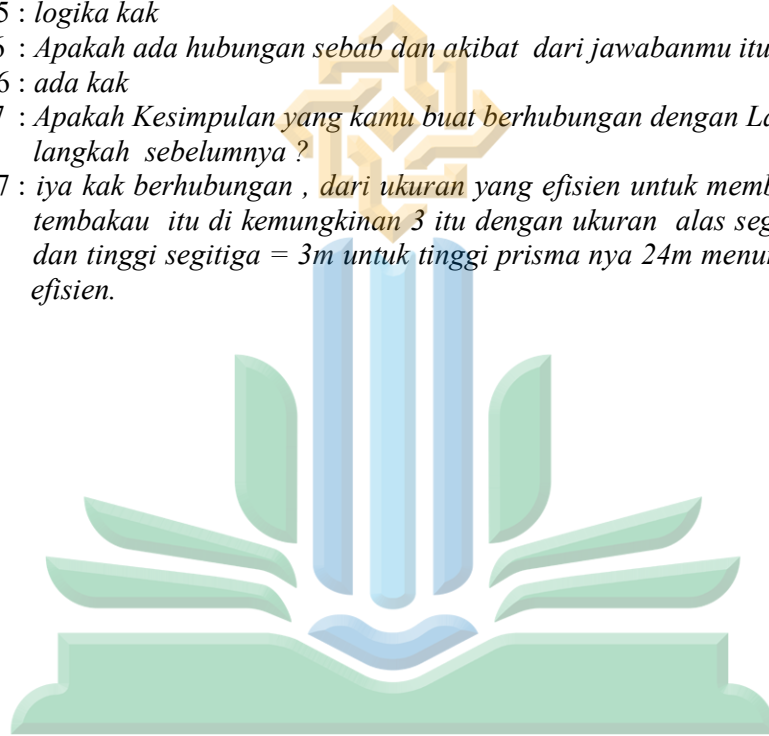 5 : logika kak
6 : Apakah ada hubungan sebab dan akibat dari jawabanmu itu
6 : ada kak
7 : Apakah Kesimpulan yang kamu buat berhubungan dengan
langkah sebelumnya ?
7 : iya kak berhubungan , dari ukuran yang efisien untuk
tembakau itu di kemungkinan 3 itu dengan ukuran alas
dan tinggi segitiga = 3m untuk tinggi prisma nya 24m
efisien.